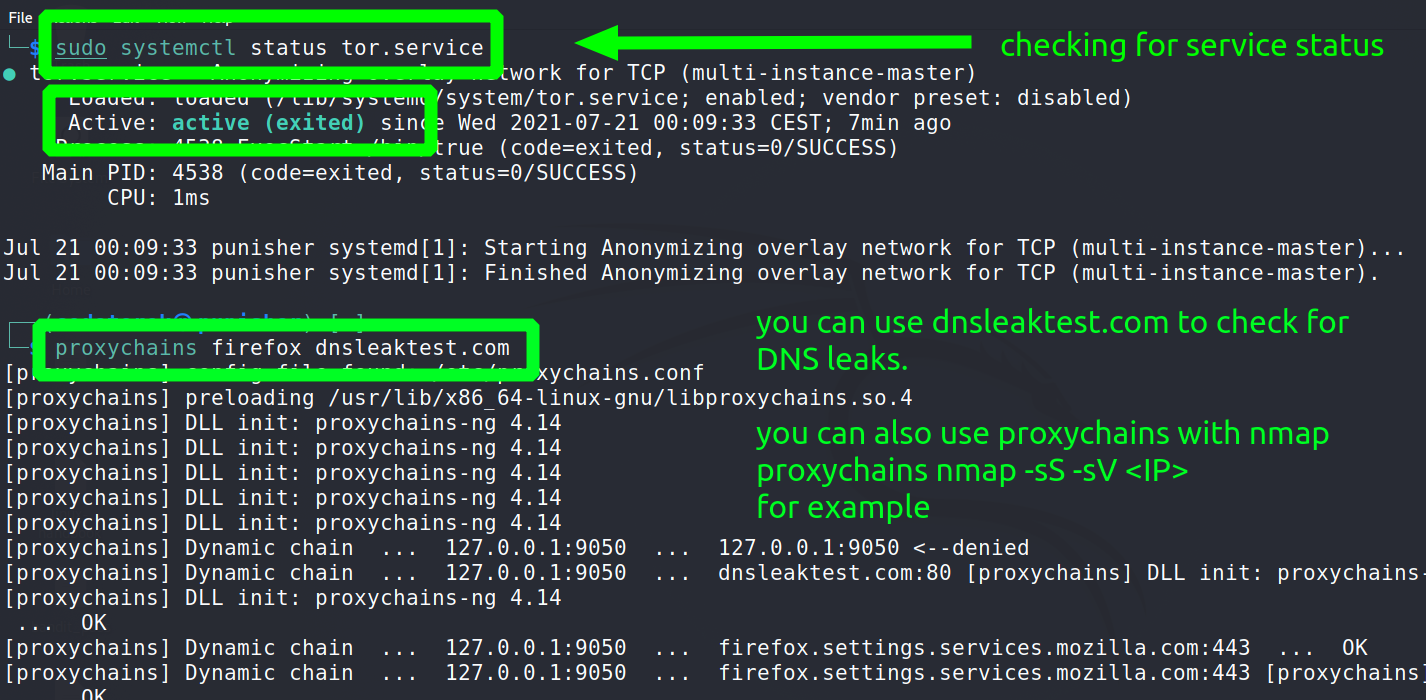 File
$ sudo systemctl status tor.service
checking for service status
Anonymizing overlay network for TCP (multi-instance-master)
Loaded: loaded (/lib/systemd/system/tor.service; enabled; vendor preset: disabled)
Active: active (exited) since Wed 2021-07-21 00:09:33 CEST; 7min ago
Process: 4538 ExecStart=/bin/true (code=exited, status=0/SUCCESS)
Main PID: 4538 (code=exited, status=0/SUCCESS)
CPU: 1ms
Jul 21 00:09:33 punisher systemd[1]: Starting Anonymizing overlay network for TCP (multi-instance-master)...
Jul 21 00:09:33 punisher systemd[1]: Finished Anonymizing overlay network for TCP (multi-instance-master).
you can use dnsleaktest.com to check for
DNS leaks.
$ proxychains firefox dnsleaktest.com
[proxychains] config file found: /etc/proxychains.conf
[proxychains] preloading /usr/lib/x86_64-linux-gnu/libproxychains.so.4
[proxychains] DLL init: proxychains-ng 4.14
[proxychains] DLL init: proxychains-ng 4.14
[proxychains] DLL init: proxychains-ng 4.14
[proxychains] DLL init: proxychains-ng 4.14
[proxychains] DLL init: proxychains-ng 4.14
you can also use proxychains with nmap
proxychains nmap -sS -sV <IP>
for example
[proxychains] Dynamic chain ... 127.0.0.1:9050 ... 127.0.0.1:9050 <--denied
[proxychains] Dynamic chain ... 127.0.0.1:9050 ... dnsleaktest.com:80 [proxychains] DLL init: proxychains-
[proxychains] DLL init: proxychains-ng 4.14
... OK
[proxychains] Dynamic chain ... 127.0.0.1:9050 ... firefox.settings.services.mozilla.com:443 ... OK
[proxychains] Dynamic chain ... 127.0.0.1:9050 ... firefox.settings.services.mozilla.com:443 [proxychains]
OK